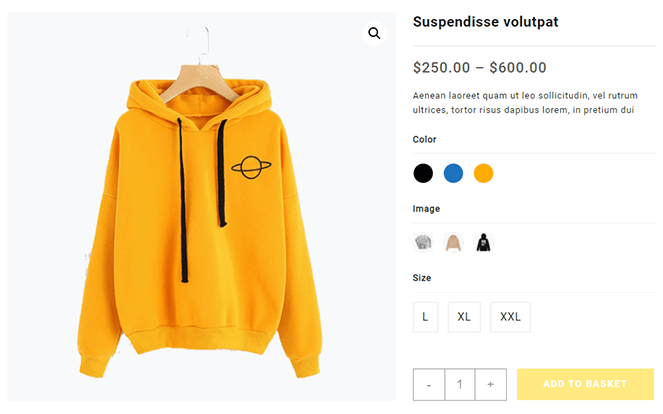 Suspendisse volutpat
$250.00 – $600.00
Aenean laoreet quam ut leo sollicitudin, vel rutrum
ultrices, tortor risus dapibus lorem, in pretium dui
Color
Image
Size
L XL XXL
- 1 + ADD TO BASKET